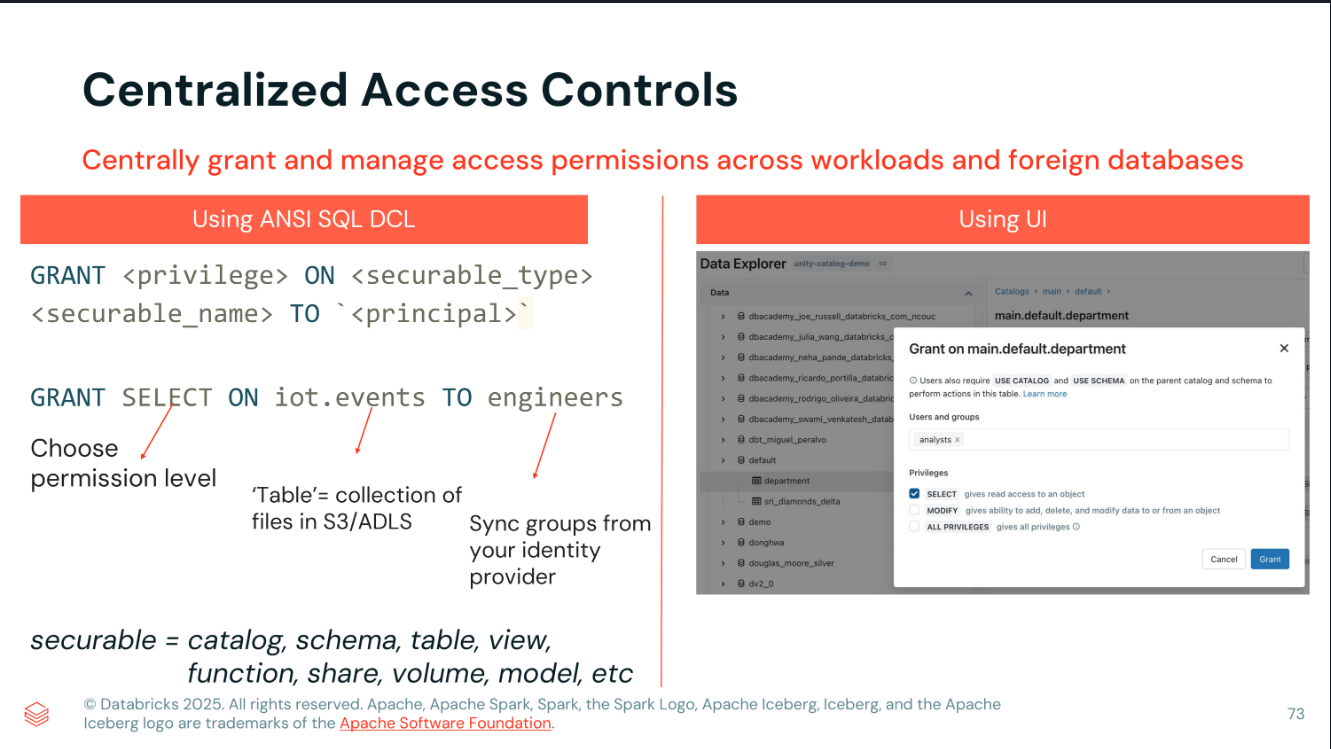 Centralized Access Controls
Centrally grant and manage access permissions across workloads and foreign databases
Using ANSI SQL DCL
GRANT <privilege> ON <securable_type>
<securable_name> TO `<principal>`
GRANT SELECT ON iot.events TO engineers
Choose
permission level
‘Table’= collection of
files in S3/ADLS
Sync groups from
your identity
provider
securable = catalog, schema, table, view,
function, share, volume, model, etc
Using UI
Data Explorer unity-catalog-demo
Data
dbacademy_joe_russell_databricks_com_ncouc
dbacademy_julia_wang_databricks_c
dbacademy_neha_pande_databricks_
dbacademy_ricardo_portilla_databric
dbacademy_rodrigo_oliveira_databric
dbacademy_swami_venkatesh_datab
dbt_miguel_peralvo
default
department
sri_diamonds_delta
demo
donghwa
douglas_moore_silver
dv2_0
Catalogs > main > default >
main.default.department
Grant on main.default.department
Users also require USE CATALOG and USE SCHEMA on the parent catalog and schema to
perform actions in this table. Learn more
Users and groups
analysts ×
Privileges
SELECT gives read access to an object
MODIFY gives ability to add, delete, and modify data to or from an object
ALL PRIVILEGES gives all privileges
Cancel Grant
© Databricks 2025. All rights reserved. Apache, Apache Spark, Spark, the Spark Logo, Apache Iceberg, Iceberg, and the Apache
Iceberg logo are trademarks of the Apache Software Foundation.
73